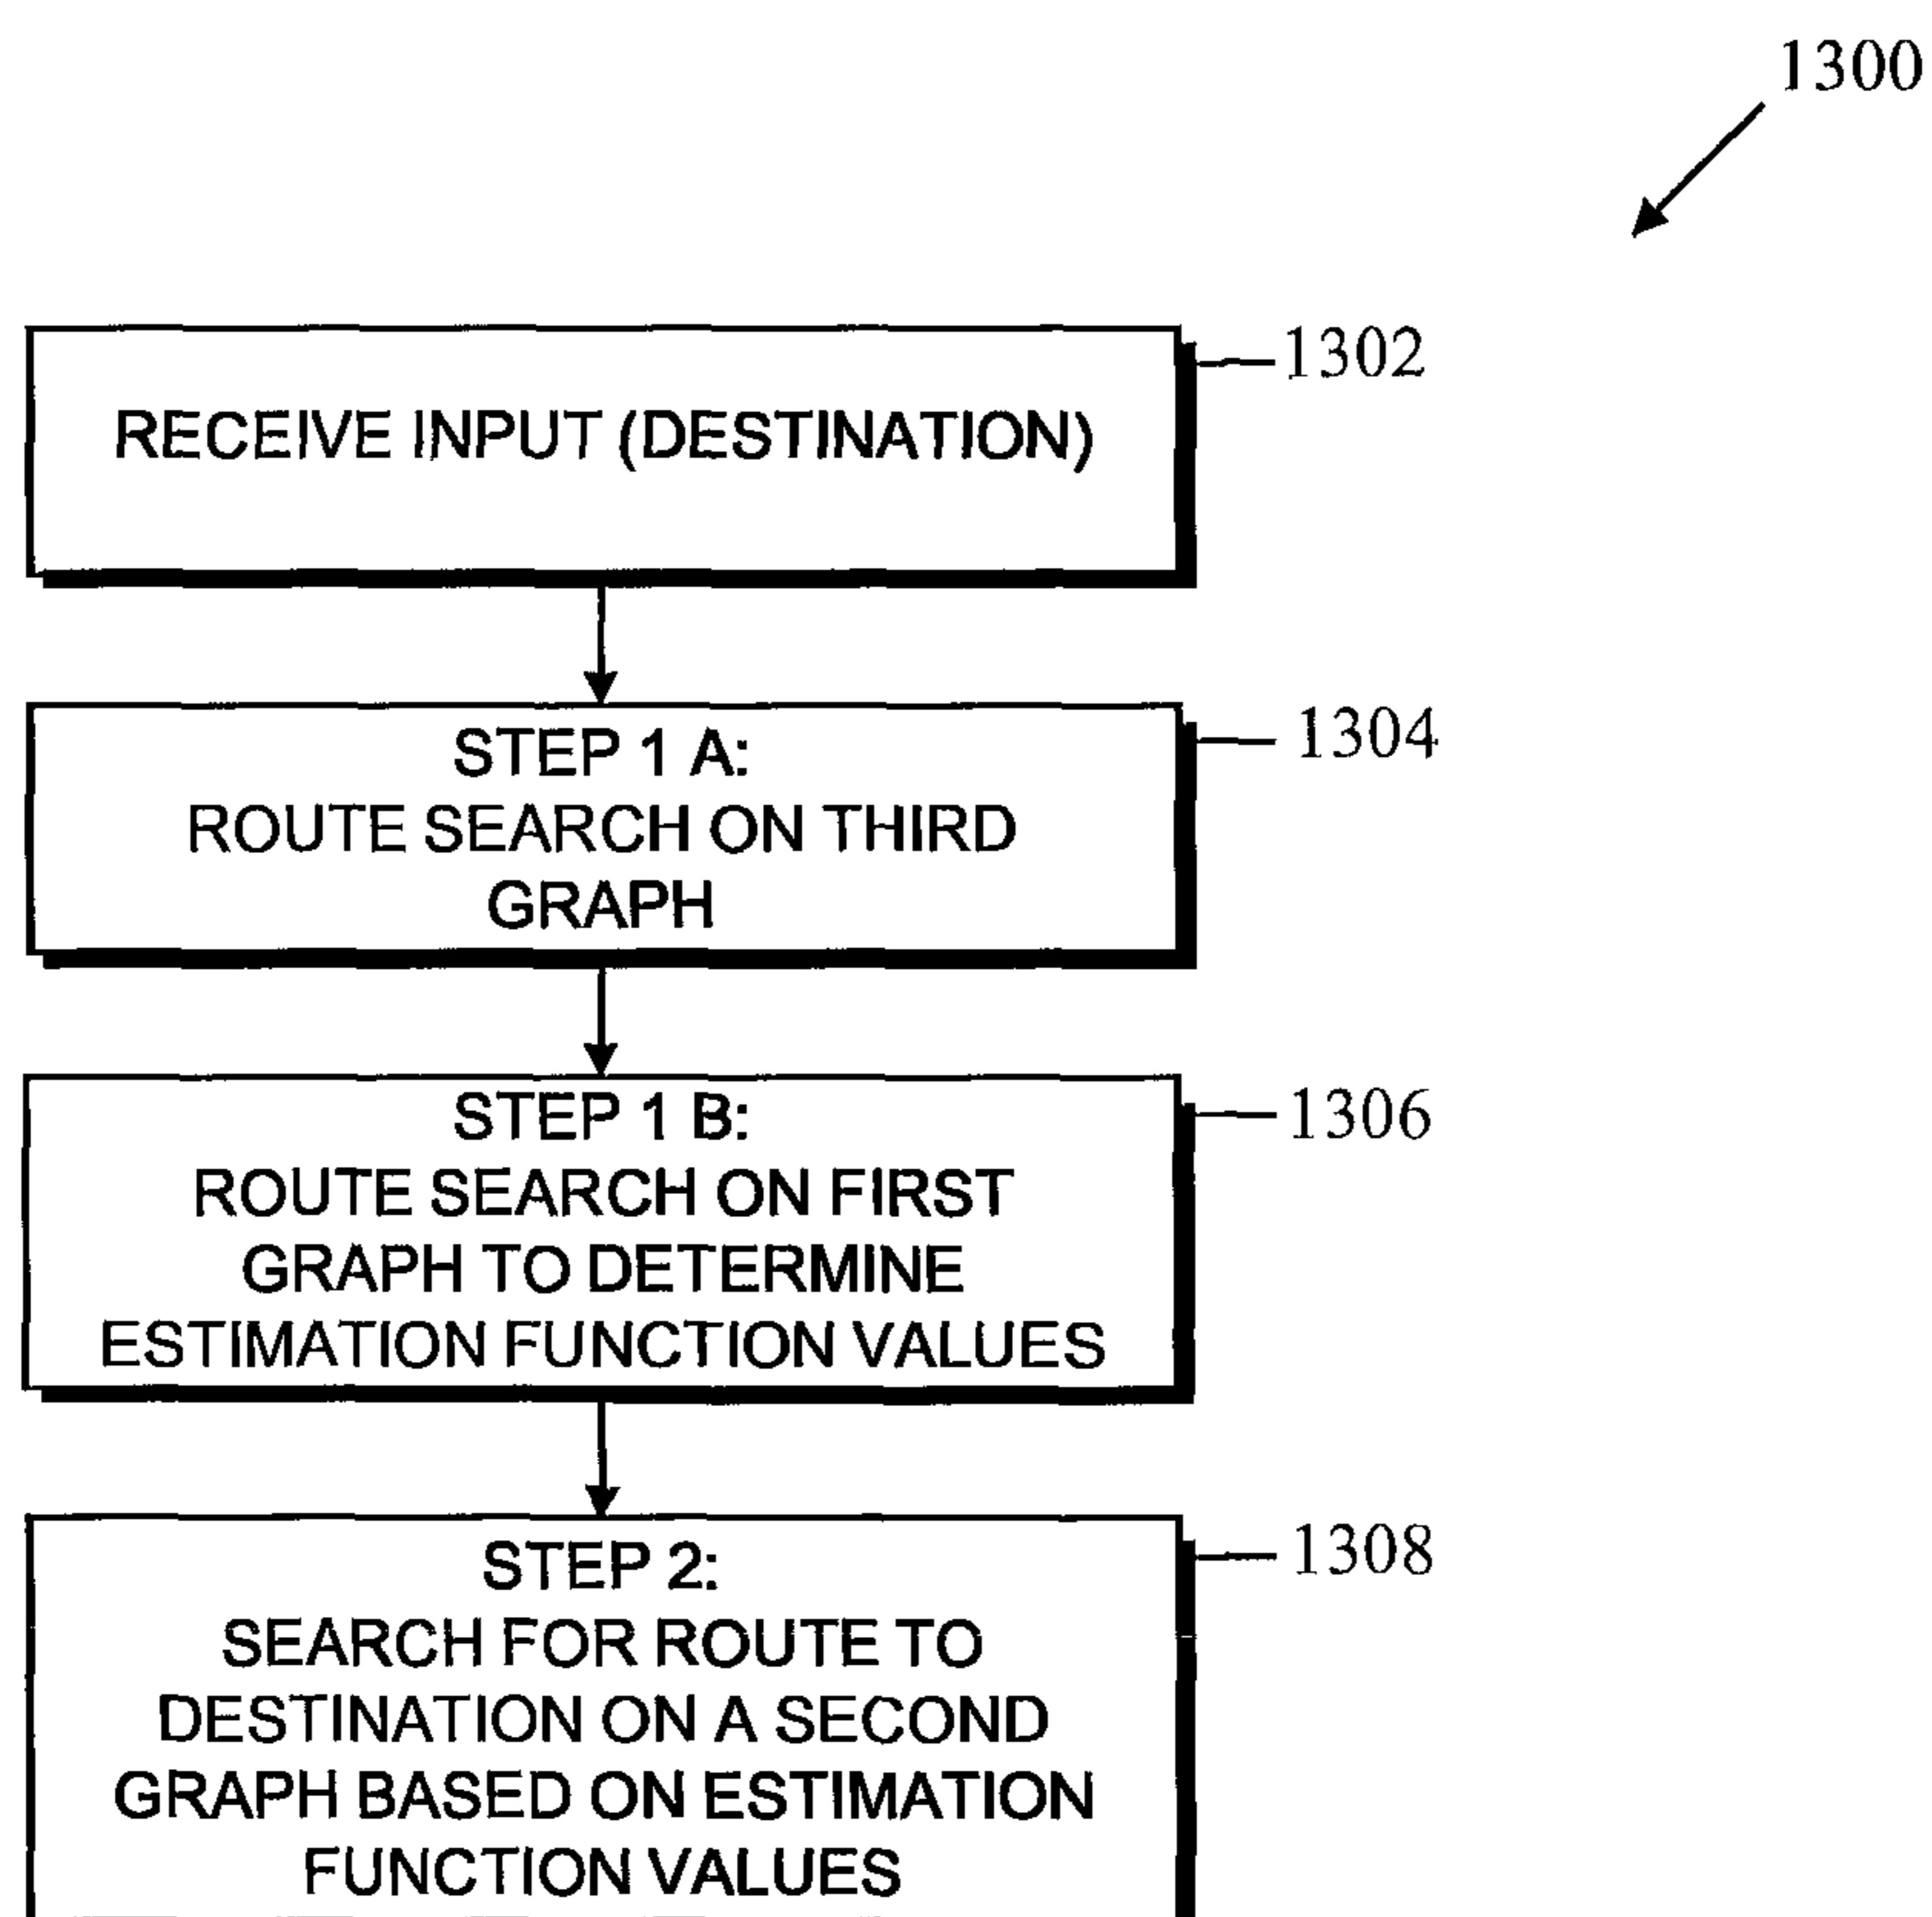 1300
RECEIVE INPUT (DESTINATION)
1302
STEP 1 A:
ROUTE SEARCH ON THIRD
GRAPH
1304
STEP 1 B:
ROUTE SEARCH ON FIRST
GRAPH TO DETERMINE
ESTIMATION FUNCTION VALUES
1306
STEP 2:
SEARCH FOR ROUTE TO
DESTINATION ON A SECOND
GRAPH BASED ON ESTIMATION
FUNCTION VALUES
1308